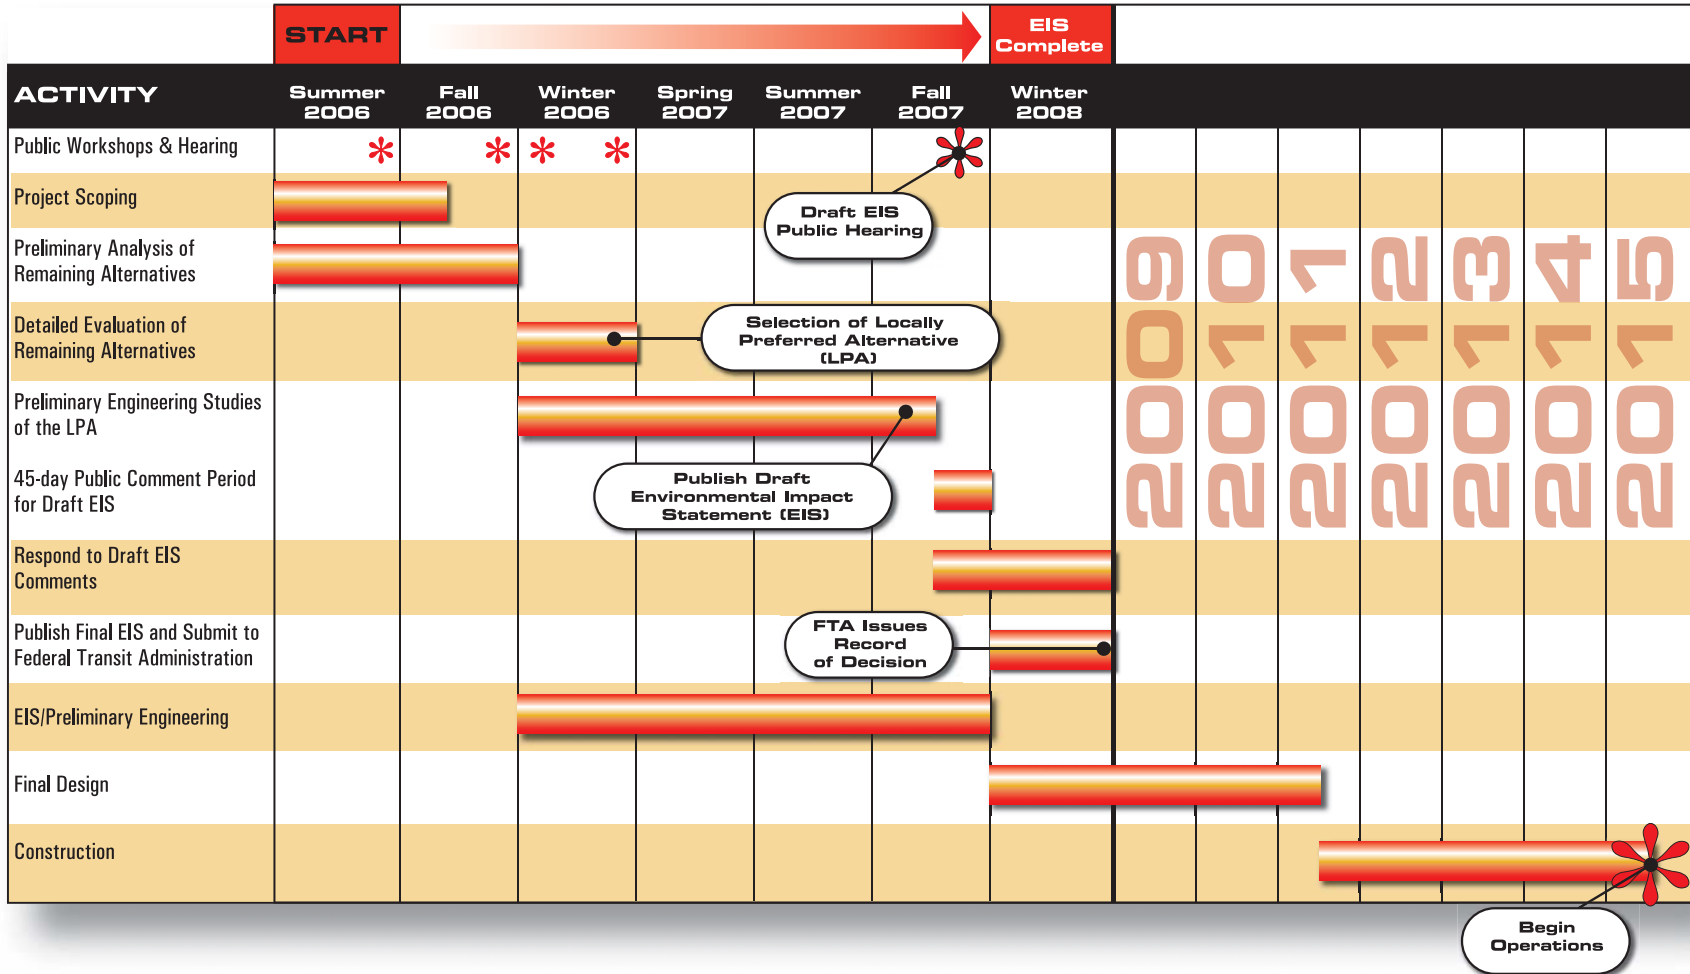 START
EIS
Complete
ACTIVITY
Summer
2006
Fall
2006
Winter
2006
Spring
2007
Summer
2007
Fall
2007
Winter
2008
Public Workshops & Hearing
Project Scoping
Draft EIS
Public Hearing
Preliminary Analysis of
Remaining Alternatives
Detailed Evaluation of
Remaining Alternatives
Selection of Locally
Preferred Alternative
(LPA)
Preliminary Engineering Studies
of the LPA
45-day Public Comment Period
for Draft EIS
Publish Draft
Environmental Impact
Statement (EIS)
Respond to Draft EIS
Comments
Publish Final EIS and Submit to
Federal Transit Administration
FTA Issues
Record
of Decision
EIS/Preliminary Engineering
Final Design
Construction
2009
2010
2011
2012
2013
2014
2015
Begin
Operations